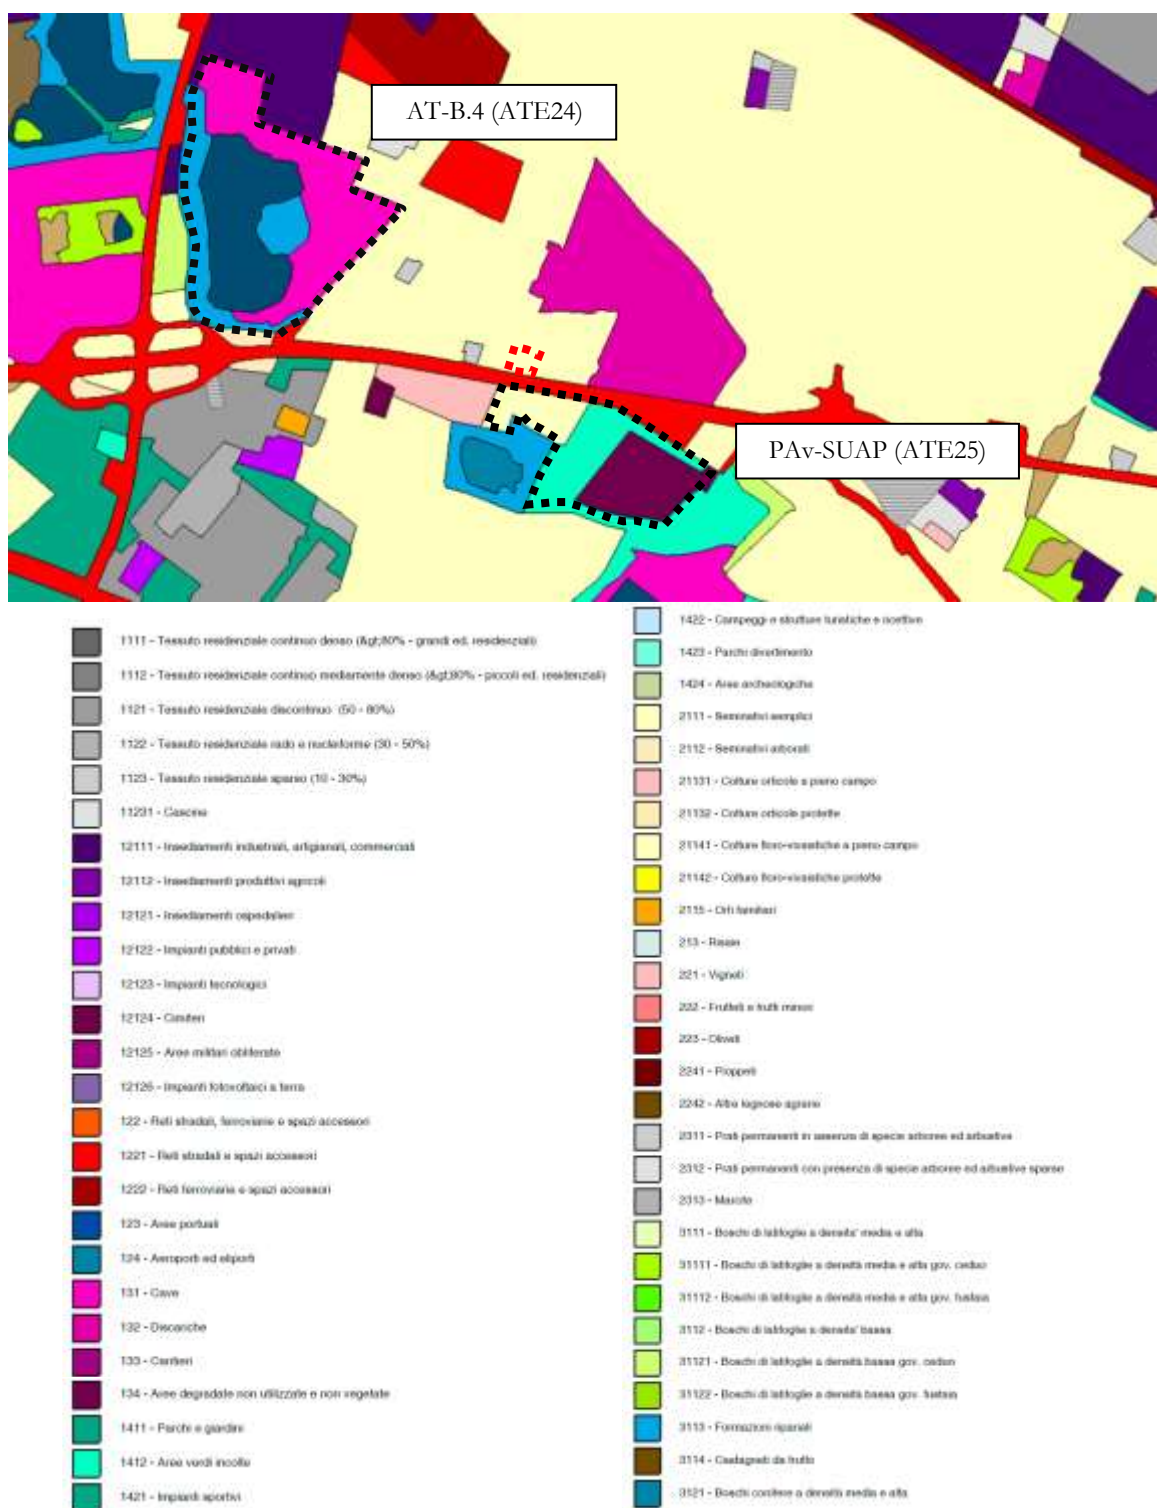 AT-B.4 (ATE24)
PAv-SUAP (ATE25)
1111 - Tessuto residenziale continuo denso (&gt;80% - grandi ed. residenziali)
1112 - Tessuto residenziale continuo mediamente denso (&gt;80% - piccoli ed. residenziali)
1121 - Tessuto residenziale discontinuo (50 - 80%)
1122 - Tessuto residenziale rado e nucleiforme (30 - 50%)
1123 - Tessuto residenziale sparso (10 - 30%)
11231 - Cascine
12111 - Insediamenti industriali, artigianali, commerciali
12112 - Insediamenti produttivi agricoli
12121 - Insediamenti ospedalieri
12122 - Impianti pubblici e privati
12123 - Impianti tecnologici
12124 - Cimiteri
12125 - Aree militari obliterate
12126 - Impianti fotovoltaici a terra
122 - Reti stradali, ferroviarie e spazi accessori
1221 - Reti stradali e spazi accessori
1222 - Reti ferroviarie e spazi accessori
123 - Aree portuali
124 - Aeroporti ed eliporti
131 - Cave
132 - Discariche
133 - Cantieri
134 - Aree degradate non utilizzate e non vegetate
1411 - Parchi e giardini
1412 - Aree verdi incolte
1421 - Impianti sportivi
1422 - Campeggi e strutture turistiche e ricettive
1423 - Parchi divertimento
1424 - Aree archeologiche
2111 - Seminativi semplici
2112 - Seminativi arborati
21131 - Colture orticole a pieno campo
21132 - Colture orticole protette
21141 - Colture floro-vivaistiche a pieno campo
21142 - Colture floro-vivaistiche protette
2115 - Orti familiari
213 - Risaie
221 - Vigneti
222 - Frutteti e frutti minori
223 - Oliveti
2241 - Pioppeti
2242 - Altre legnose agrarie
2311 - Prati permanenti in assenza di specie arboree ed arbustive
2312 - Prati permanenti con presenza di specie arboree ed arbustive sparse
2313 - Marcite
3111 - Boschi di latifoglie a densita' media e alta
31111 - Boschi di latifoglie a densità media e alta gov. ceduo
31112 - Boschi di latifoglie a densità media e alta gov. fustaia
3112 - Boschi di latifoglie a densita' bassa
31121 - Boschi di latifoglie a densità bassa gov. ceduo
31122 - Boschi di latifoglie a densità bassa gov. fustaia
3113 - Formazioni ripariali
3114 - Castagneti da frutto
3121 - Boschi conifere a densità media e alta